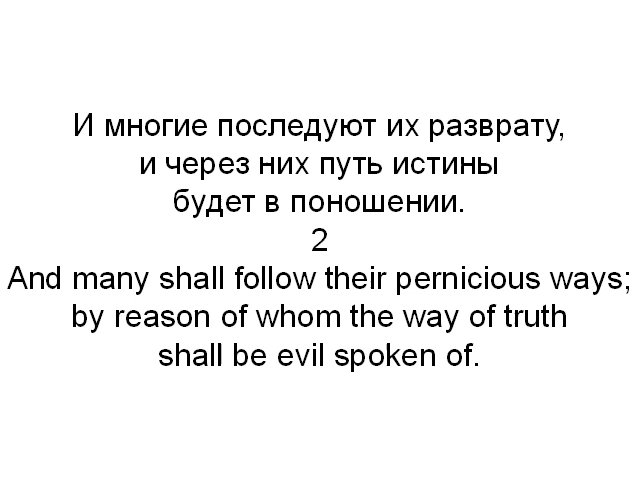 И многие последуют их разврату,
и через них путь истины
будет в поношении.
2
And many shall follow their pernicious ways;
by reason of whom the way of truth
shall be evil spoken of.